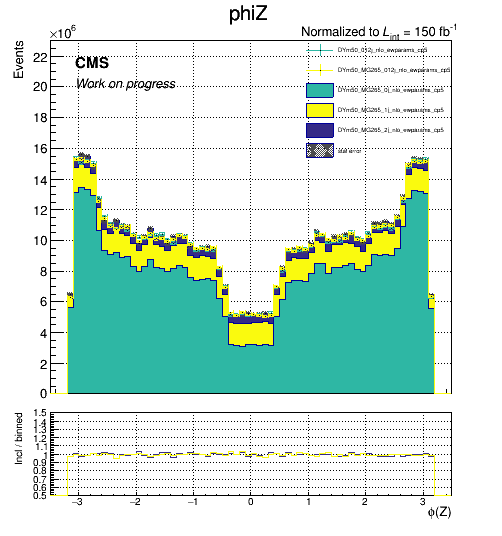 phiZ
Normalized to Lint = 150 fb-1
×10^6
Events
CMS
Work on progress
DYm50_012j_nlo_ewparams_cp5
DYm50_MG265_012j_nlo_ewparams_cp5
DYm50_MG265_0j_nlo_ewparams_cp5
DYm50_MG265_1j_nlo_ewparams_cp5
DYm50_MG265_2j_nlo_ewparams_cp5
stat error
22
20
18
16
14
12
10
8
6
4
2
0
Incl / binned
1.5
1.4
1.3
1.2
1.1
1
0.9
0.8
0.7
0.6
0.5
−3 −2 −1 0 1 2 3
φ(Z)